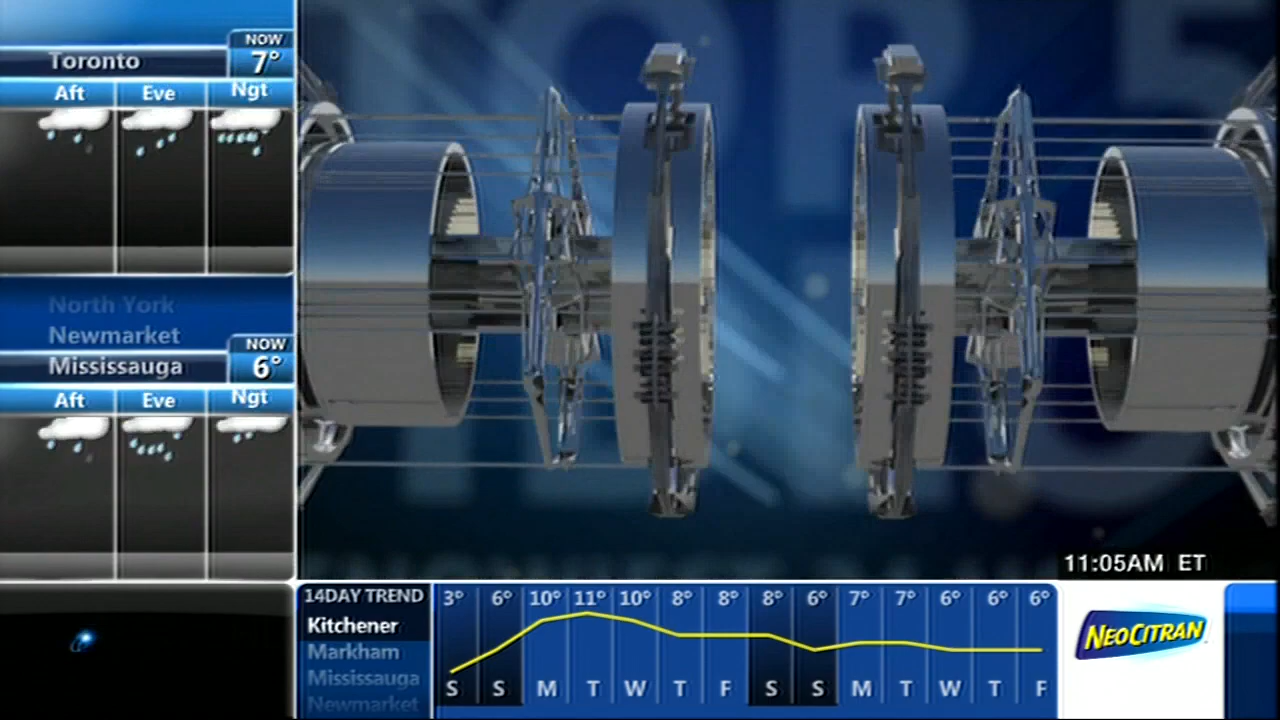 Toronto
NOW
7°
Aft Eve Ngt
North York
Newmarket
Mississauga
NOW
6°
Aft Eve Ngt
TOP 5
11:05AM ET
14DAY TREND
Kitchener
Markham
Mississauga
Newmarket
3° 6° 10° 11° 10° 8° 8° 8° 6° 7° 7° 6° 6° 6°
S S M T W T F S S M T W T F
NEOCITRAN